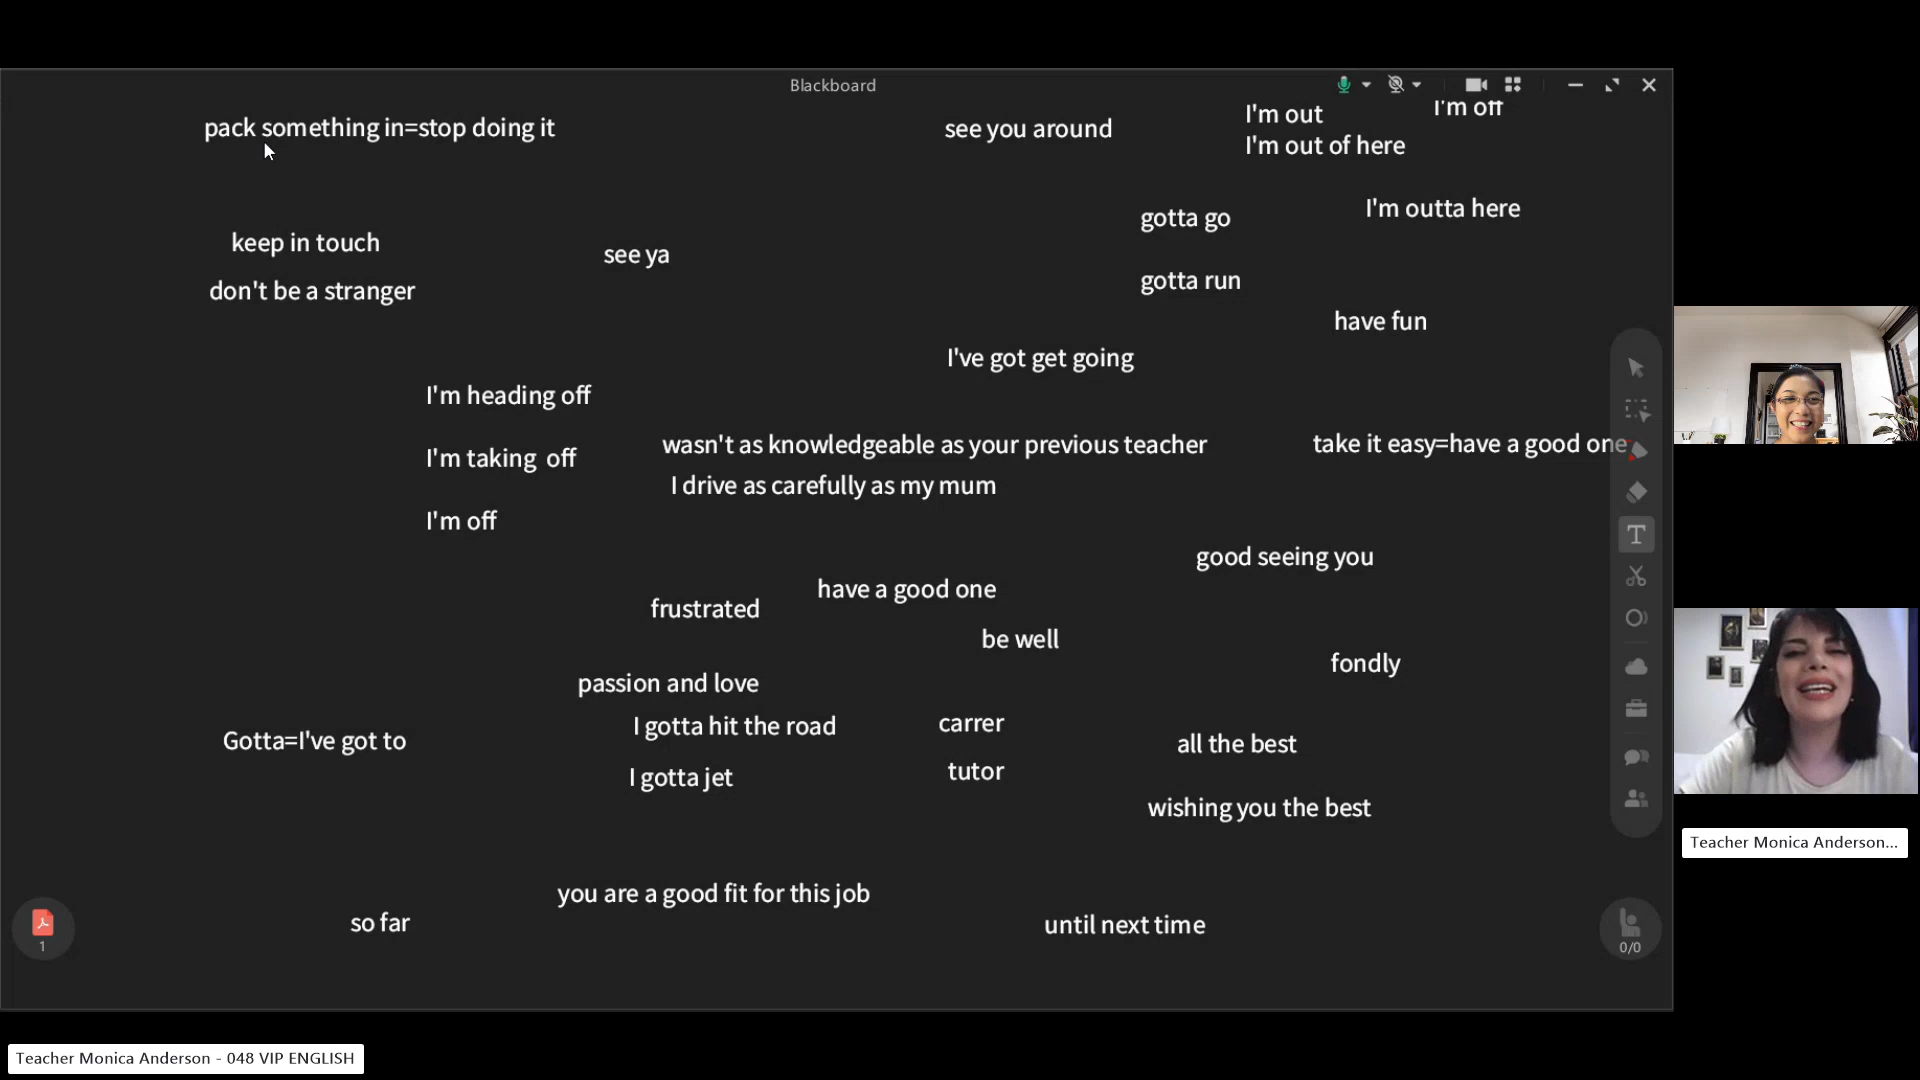 Blackboard
pack something in=stop doing it
see you around
I'm out
I'm off
I'm out of here
gotta go
I'm outta here
keep in touch
see ya
don't be a stranger
gotta run
have fun
I've got get going
I'm heading off
wasn't as knowledgeable as your previous teacher
take it easy=have a good one
I'm taking off
I drive as carefully as my mum
I'm off
good seeing you
have a good one
frustrated
be well
fondly
passion and love
I gotta hit the road
carrer
Gotta=I've got to
all the best
I gotta jet
tutor
wishing you the best
Teacher Monica Anderson...
you are a good fit for this job
so far
until next time
1
0/0
Teacher Monica Anderson - 048 VIP ENGLISH